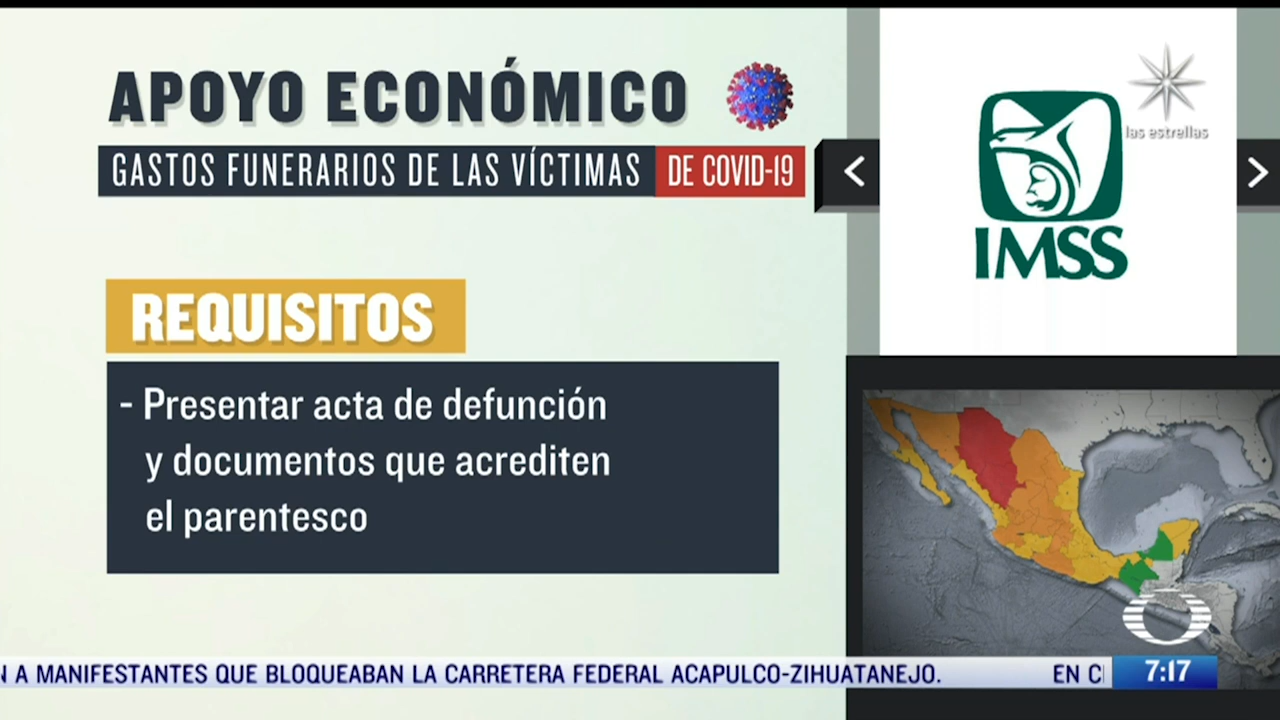 APOYO ECONÓMICO
GASTOS FUNERARIOS DE LAS VÍCTIMAS DE COVID-19
las estrellas
IMSS
REQUISITOS
- Presentar acta de defunción
y documentos que acrediten
el parentesco
A MANIFESTANTES QUE BLOQUEABAN LA CARRETERA FEDERAL ACAPULCO-ZIHUATANEJO. EN
7:17